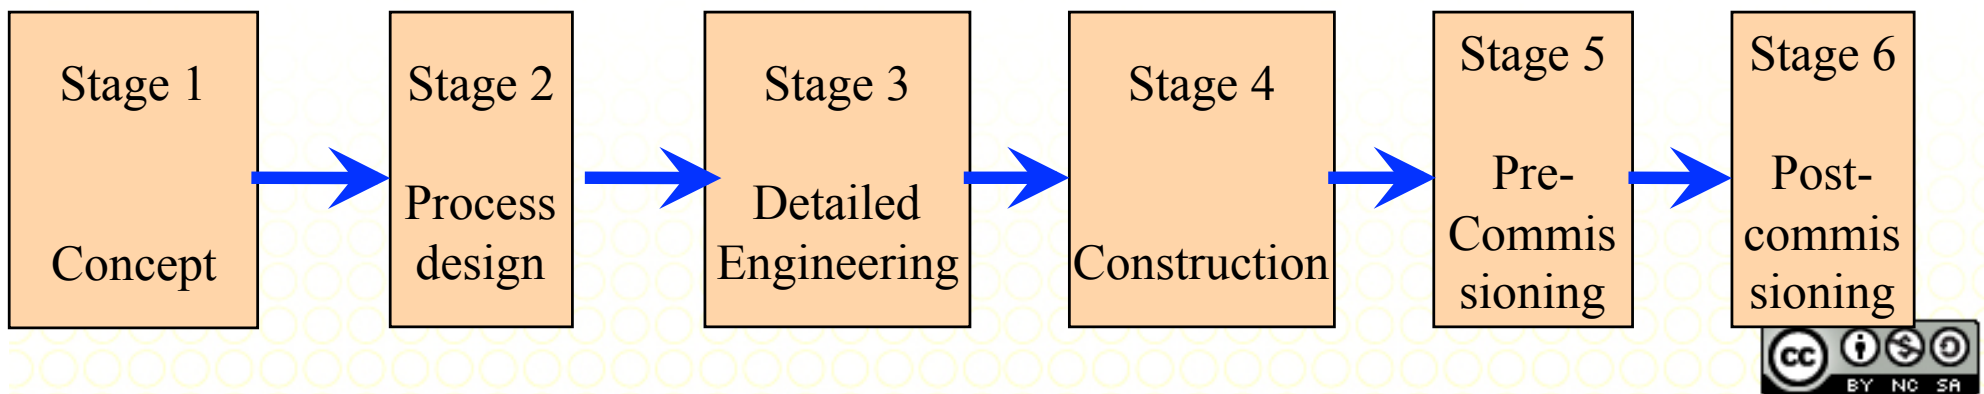 Stage 1
Concept
Stage 2
Process
design
Stage 3
Detailed
Engineering
Stage 4
Construction
Stage 5
Pre-
Commis
sioning
Stage 6
Post-
commis
sioning
cc
BY NC SA